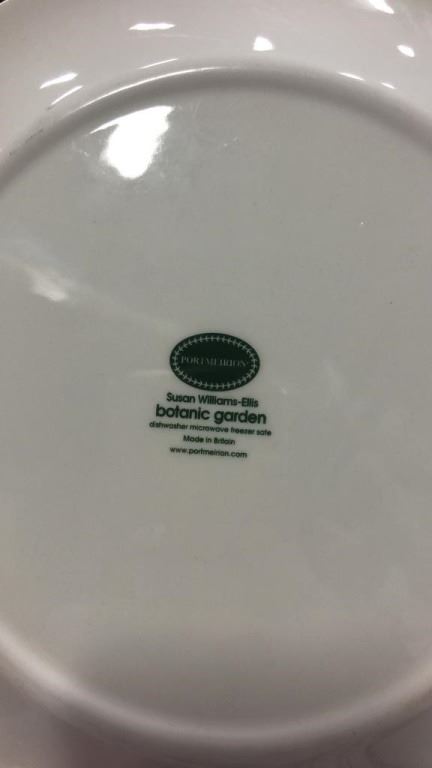 PORTMEIRION
Susan Williams-Ellis
botanic garden
dishwasher microwave freezer safe
Made in Britain
www.portmeirion.com